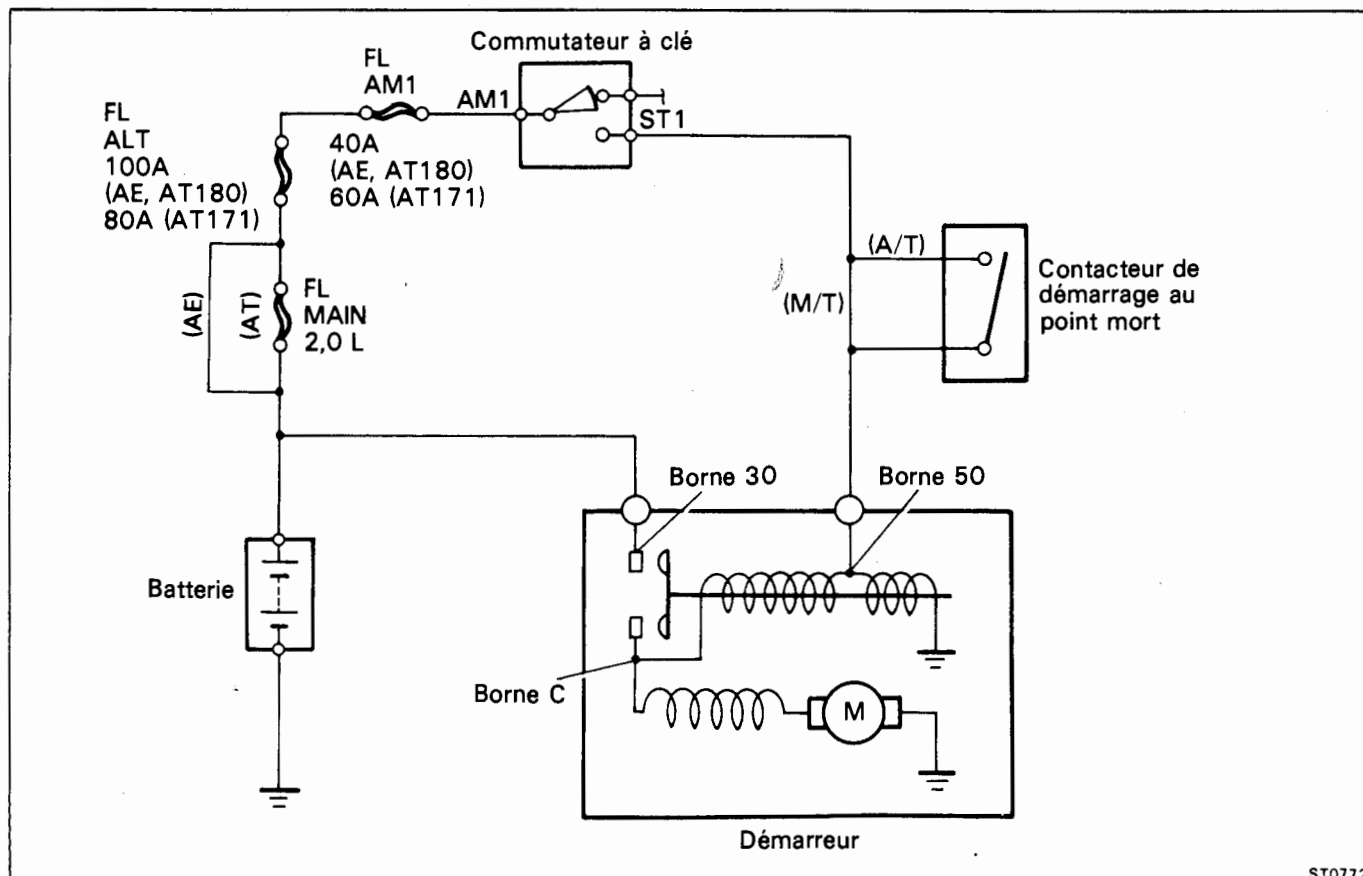 Commutateur à clé
FL
AM1
AM1
ST1
FL
ALT
100A
(AE, AT180)
80A (AT171)
40A
(AE, AT180)
60A (AT171)
(A/T)
(M/T)
Contacteur de
démarrage au
point mort
(AE)
(AT)
FL
MAIN
2,0 L
Borne 30
Borne 50
Batterie
Borne C
M
Démarreur